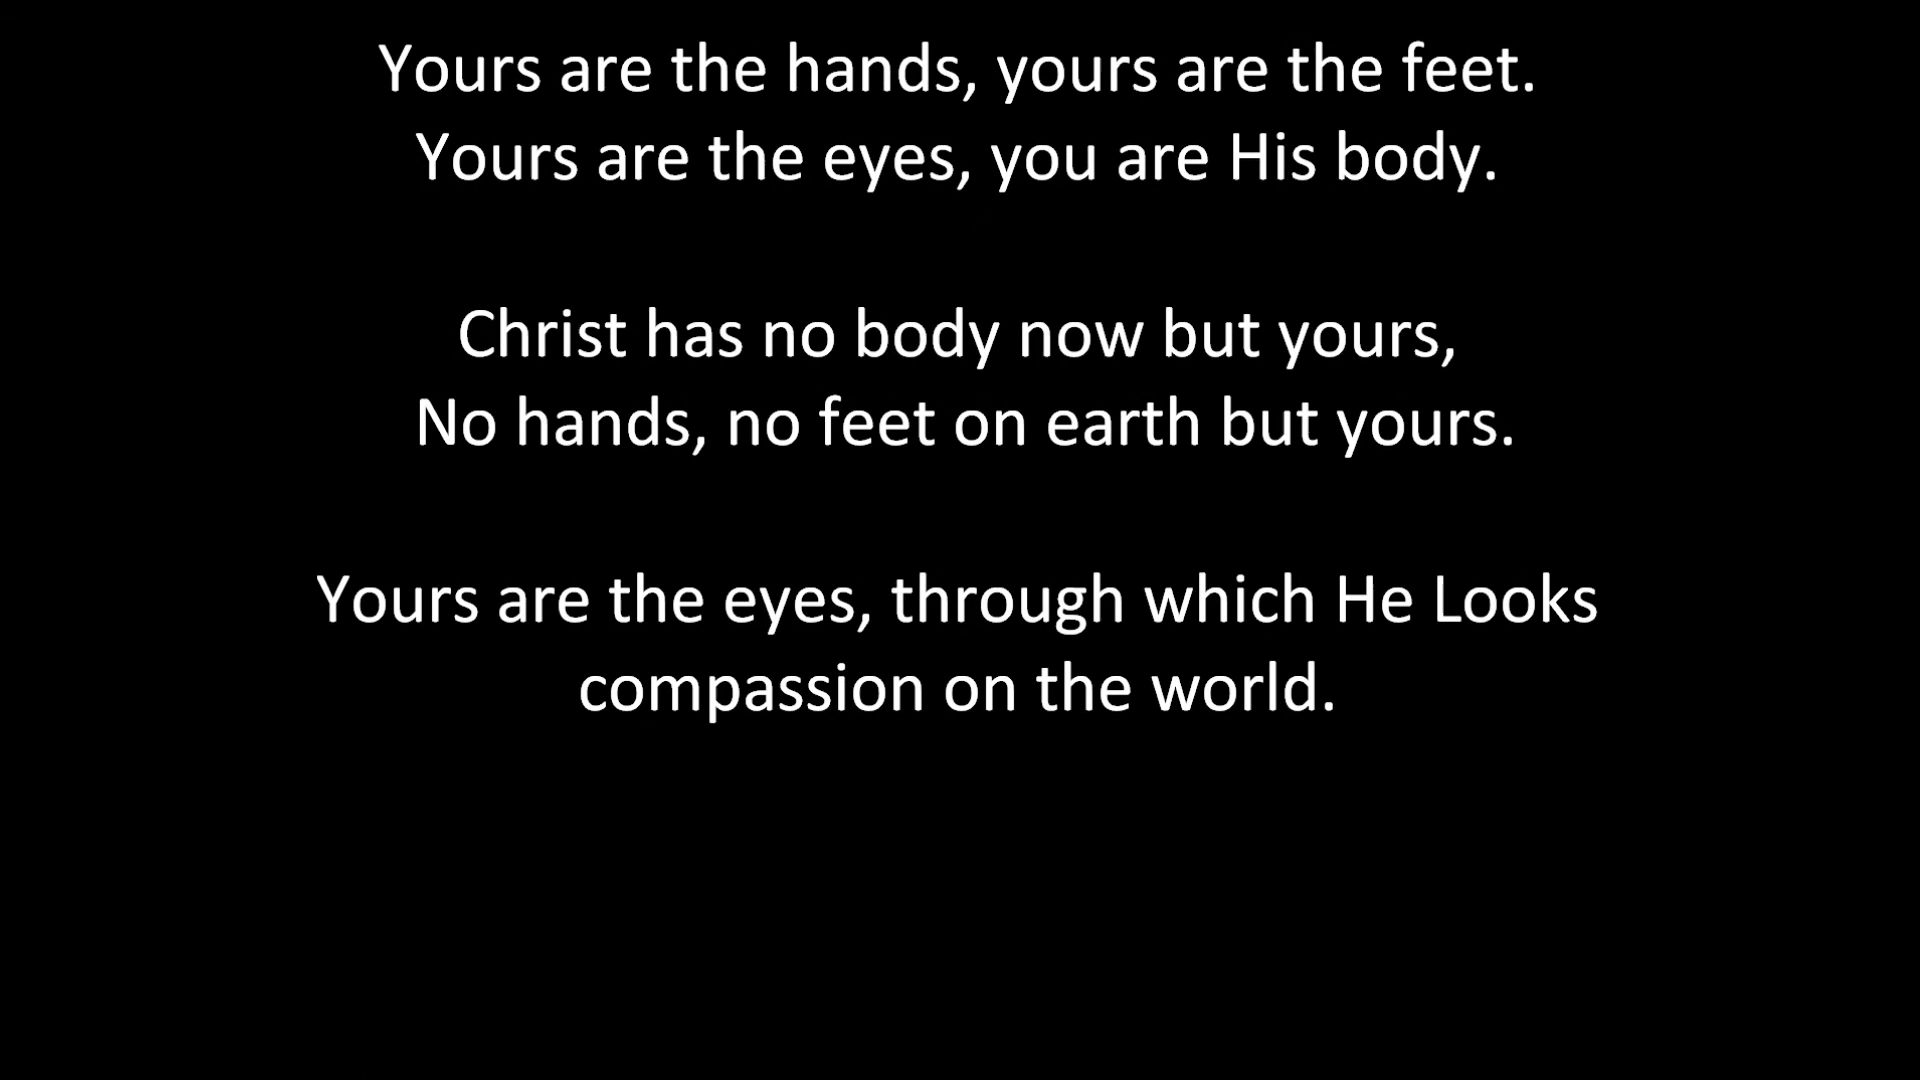 Yours are the hands, yours are the feet.
Yours are the eyes, you are His body.
Christ has no body now but yours,
No hands, no feet on earth but yours.
Yours are the eyes, through which He Looks
compassion on the world.